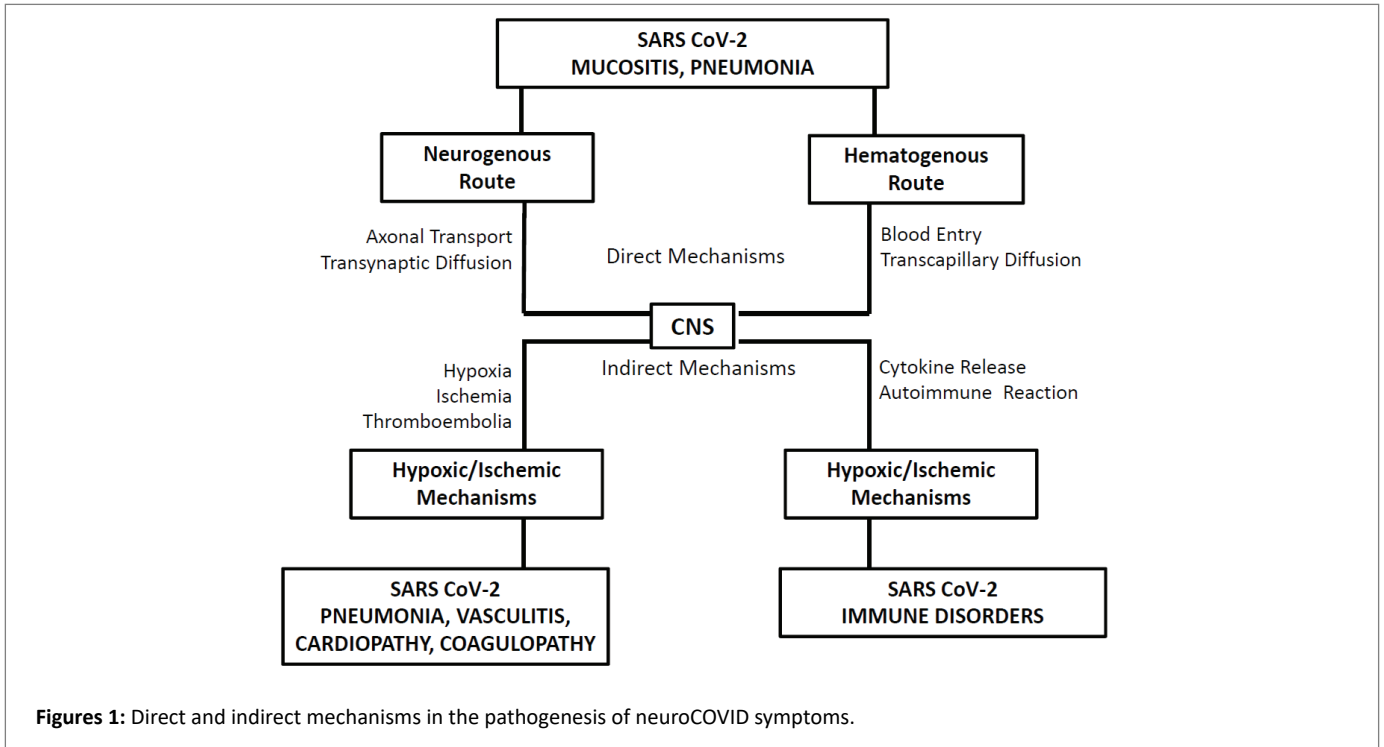 SARS CoV-2
MUCOSITIS, PNEUMONIA
Neurogenous
Route
Hematogenous
Route
Axonal Transport
Transynaptic Diffusion
Direct Mechanisms
Blood Entry
Transcapillary Diffusion
CNS
Indirect Mechanisms
Hypoxia
Ischemia
Thromboembolia
Cytokine Release
Autoimmune Reaction
Hypoxic/Ischemic
Mechanisms
Hypoxic/Ischemic
Mechanisms
SARS CoV-2
PNEUMONIA, VASCULITIS,
CARDIOPATHY, COAGULOPATHY
SARS CoV-2
IMMUNE DISORDERS
Figures 1: Direct and indirect mechanisms in the pathogenesis of neuroCOVID symptoms.